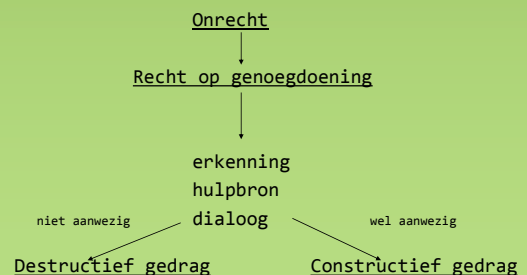 Onrecht
Recht op genoegdoening
erkenning
hulpbron
niet aanwezig dialoog wel aanwezig
Destructief gedrag Constructief gedrag